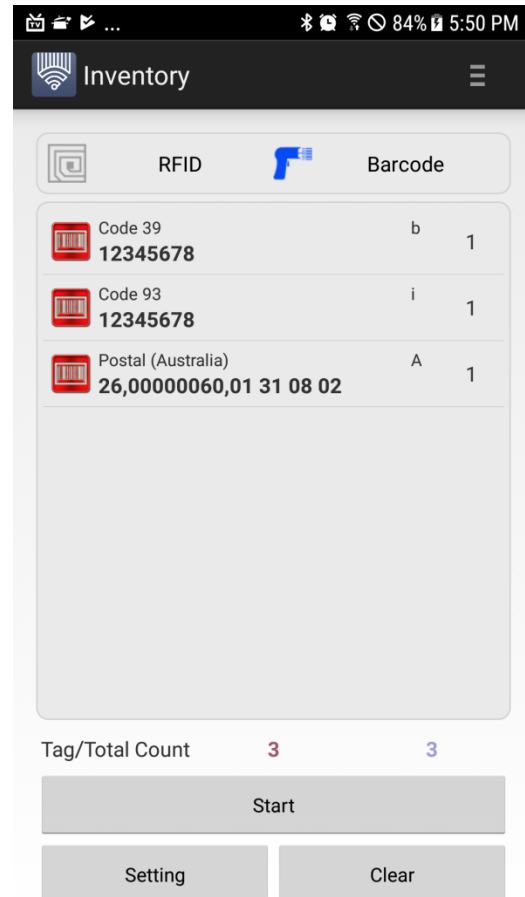 ... 84% 5:50 PM
Inventory
RFID Barcode
Code 39 b
12345678 1
Code 93 i
12345678 1
Postal (Australia) A
26,00000060,01 31 08 02 1
Tag/Total Count 3 3
Start
Setting Clear